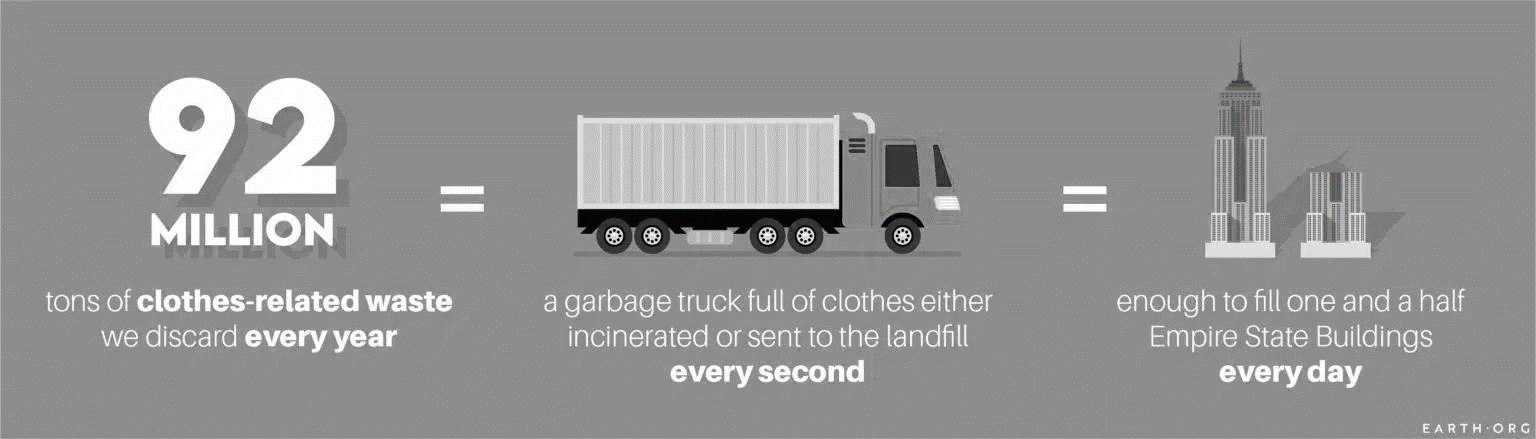 92
MILLION
tons of clothes-related waste
we discard every year
=
a garbage truck full of clothes either
incinerated or sent to the landfill
every second
=
enough to fill one and a half
Empire State Buildings
every day
EARTH·ORG